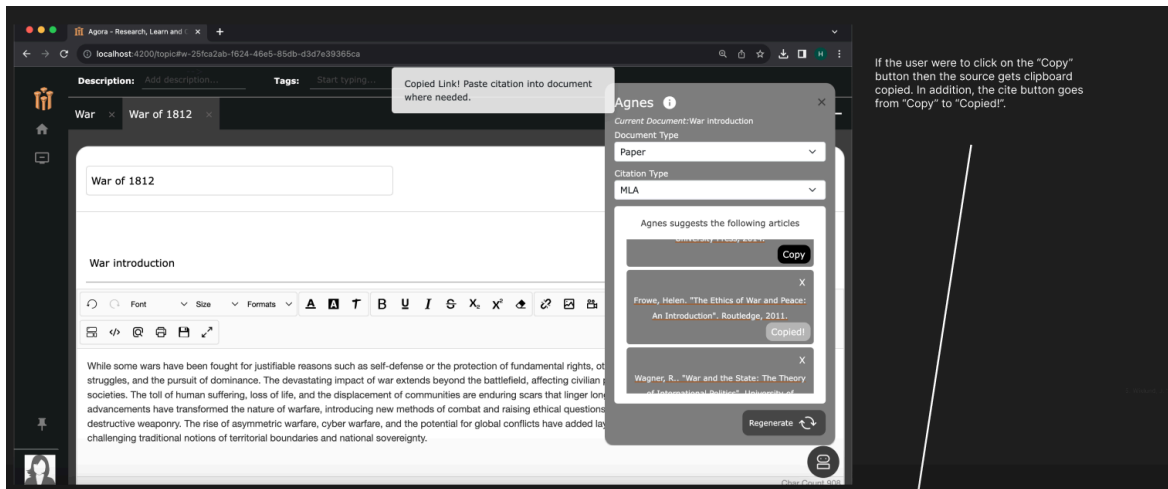 Agora - Research, Learn and C
localhost:4200/topic#w-25fca2ab-f624-46e5-85db-d3d7e39365ca
H
Description: Add description...
Tags: Start typing...
Copied Link! Paste citation into document
where needed.
War
War of 1812
War of 1812
War introduction
Font
Size
Formats
While some wars have been fought for justifiable reasons such as self-defense or the protection of fundamental rights,
struggles, and the pursuit of dominance. The devastating impact of war extends beyond the battlefield, affecting civilian
societies. The toll of human suffering, loss of life, and the displacement of communities are enduring scars that linger
advancements have transformed the nature of warfare, introducing new methods of combat and raising ethical questions
destructive weaponry. The rise of asymmetric warfare, cyber warfare, and the potential for global conflicts have added
challenging traditional notions of territorial boundaries and national sovereignty.
Char Count 908
Agnes
Current Document:War introduction
Document Type
Paper
Citation Type
MLA
Agnes suggests the following articles
Copy
X
Frowe, Helen. "The Ethics of War and Peace:
An Introduction". Routledge, 2011.
Copied!
X
Wagner, R.. "War and the State: The Theory
of International Politics". University of
Regenerate
If the user were to click on the "Copy"
button then the source gets clipboard
copied. In addition, the cite button goes
from "Copy" to "Copied!".